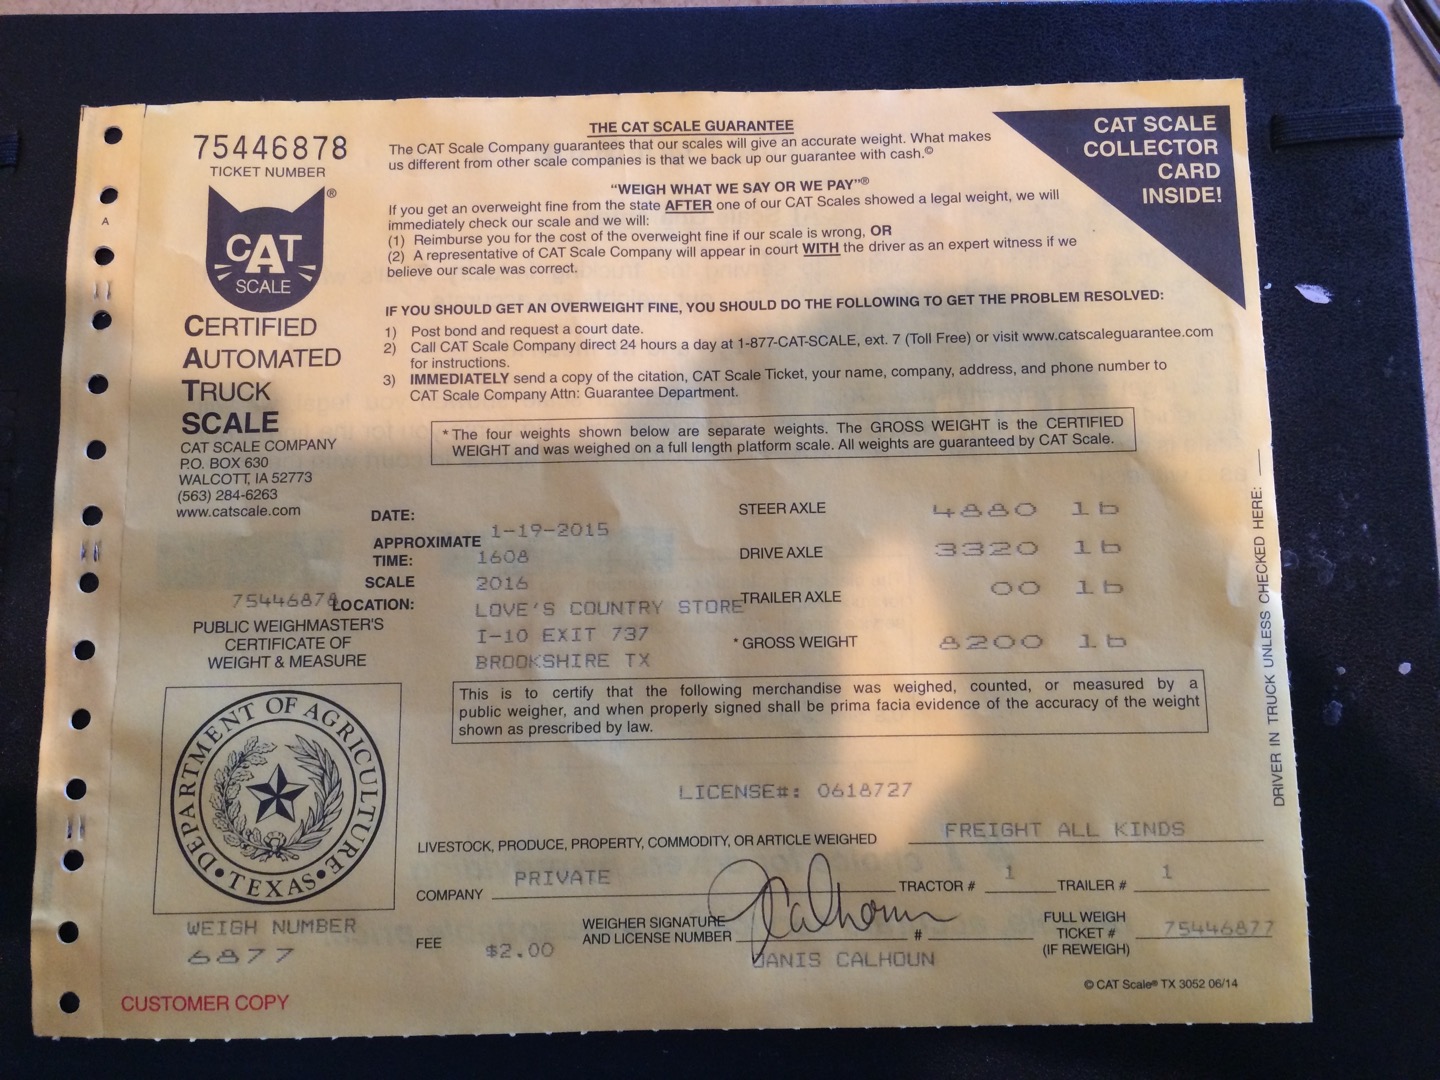 75446878
TICKET NUMBER
CAT
SCALE
®
CERTIFIED
AUTOMATED
TRUCK
SCALE
CAT SCALE COMPANY
P.O. BOX 630
WALCOTT, IA 52773
(563) 284-6263
www.catscale.com
A
THE CAT SCALE GUARANTEE
The CAT Scale Company guarantees that our scales will give an accurate weight. What makes
us different from other scale companies is that we back up our guarantee with cash.©
"WEIGH WHAT WE SAY OR WE PAY"®
If you get an overweight fine from the state AFTER one of our CAT Scales showed a legal weight, we will
immediately check our scale and we will:
(1) Reimburse you for the cost of the overweight fine if our scale is wrong, OR
(2) A representative of CAT Scale Company will appear in court WITH the driver as an expert witness if we
believe our scale was correct.
CAT SCALE
COLLECTOR
CARD
INSIDE!
IF YOU SHOULD GET AN OVERWEIGHT FINE, YOU SHOULD DO THE FOLLOWING TO GET THE PROBLEM RESOLVED:
1) Post bond and request a court date.
2) Call CAT Scale Company direct 24 hours a day at 1-877-CAT-SCALE, ext. 7 (Toll Free) or visit www.catscaleguarantee.com
for instructions.
3) IMMEDIATELY send a copy of the citation, CAT Scale Ticket, your name, company, address, and phone number to
CAT Scale Company Attn: Guarantee Department.
* The four weights shown below are separate weights. The GROSS WEIGHT is the CERTIFIED
WEIGHT and was weighed on a full length platform scale. All weights are guaranteed by CAT Scale.
DATE: 1-19-2015
APPROXIMATE
TIME: 1608
SCALE 2016
LOCATION: LOVE'S COUNTRY STORE
I-10 EXIT 737
BROOKSHIRE TX
STEER AXLE 4880 lb
DRIVE AXLE 3320 lb
TRAILER AXLE 00 lb
* GROSS WEIGHT 8200 lb
75446878
PUBLIC WEIGHMASTER'S
CERTIFICATE OF
WEIGHT & MEASURE
This is to certify that the following merchandise was weighed, counted, or measured by a
public weigher, and when properly signed shall be prima facia evidence of the accuracy of the weight
shown as prescribed by law.
DEPARTMENT OF AGRICULTURE
TEXAS
LICENSE#: 0618727
LIVESTOCK, PRODUCE, PROPERTY, COMMODITY, OR ARTICLE WEIGHED FREIGHT ALL KINDS
COMPANY PRIVATE TRACTOR # 1 TRAILER # 1
WEIGH NUMBER
6877
FEE $2.00
WEIGHER SIGNATURE
AND LICENSE NUMBER JCalhoun #
JANIS CALHOUN
FULL WEIGH
TICKET # 75446877
(IF REWEIGH)
CUSTOMER COPY
© CAT Scale® TX 3052 06/14
DRIVER IN TRUCK UNLESS CHECKED HERE: